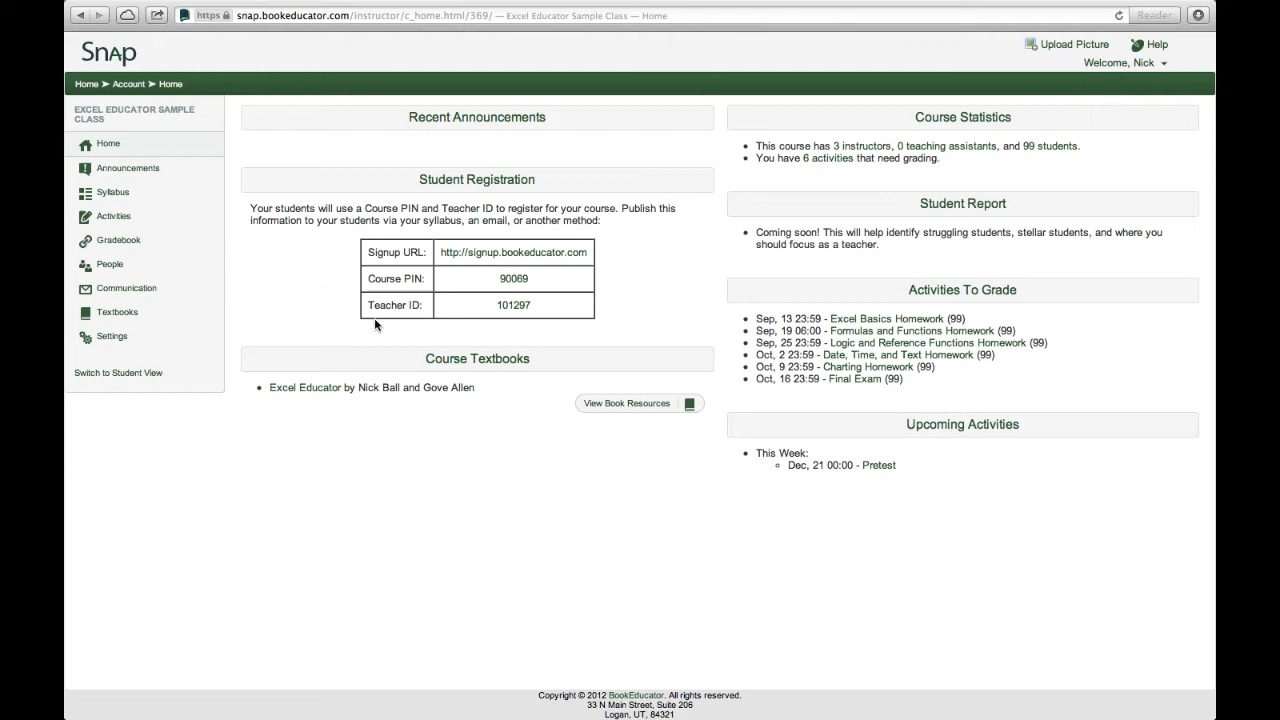 https snap.bookeducator.com/instructor/c_home.html/369/ — Excel Educator Sample Class — Home
Reader
Snap
Upload Picture
Help
Welcome, Nick
Home ➤ Account ➤ Home
EXCEL EDUCATOR SAMPLE
CLASS
Home
Announcements
Syllabus
Activities
Gradebook
People
Communication
Textbooks
Settings
Switch to Student View
Recent Announcements
Student Registration
Your students will use a Course PIN and Teacher ID to register for your course. Publish this
information to your students via your syllabus, an email, or another method:
Signup URL: http://signup.bookeducator.com
Course PIN: 90069
Teacher ID: 101297
Course Textbooks
• Excel Educator by Nick Ball and Gove Allen
View Book Resources
Course Statistics
• This course has 3 instructors, 0 teaching assistants, and 99 students.
• You have 6 activities that need grading.
Student Report
• Coming soon! This will help identify struggling students, stellar students, and where you
should focus as a teacher.
Activities To Grade
• Sep, 13 23:59 - Excel Basics Homework (99)
• Sep, 19 06:00 - Formulas and Functions Homework (99)
• Sep, 25 23:59 - Logic and Reference Functions Homework (99)
• Oct, 2 23:59 - Date, Time, and Text Homework (99)
• Oct, 9 23:59 - Charting Homework (99)
• Oct, 16 23:59 - Final Exam (99)
Upcoming Activities
• This Week:
◦ Dec, 21 00:00 - Pretest
Copyright © 2012 BookEducator. All rights reserved.
33 N Main Street, Suite 206
Logan, UT, 84321